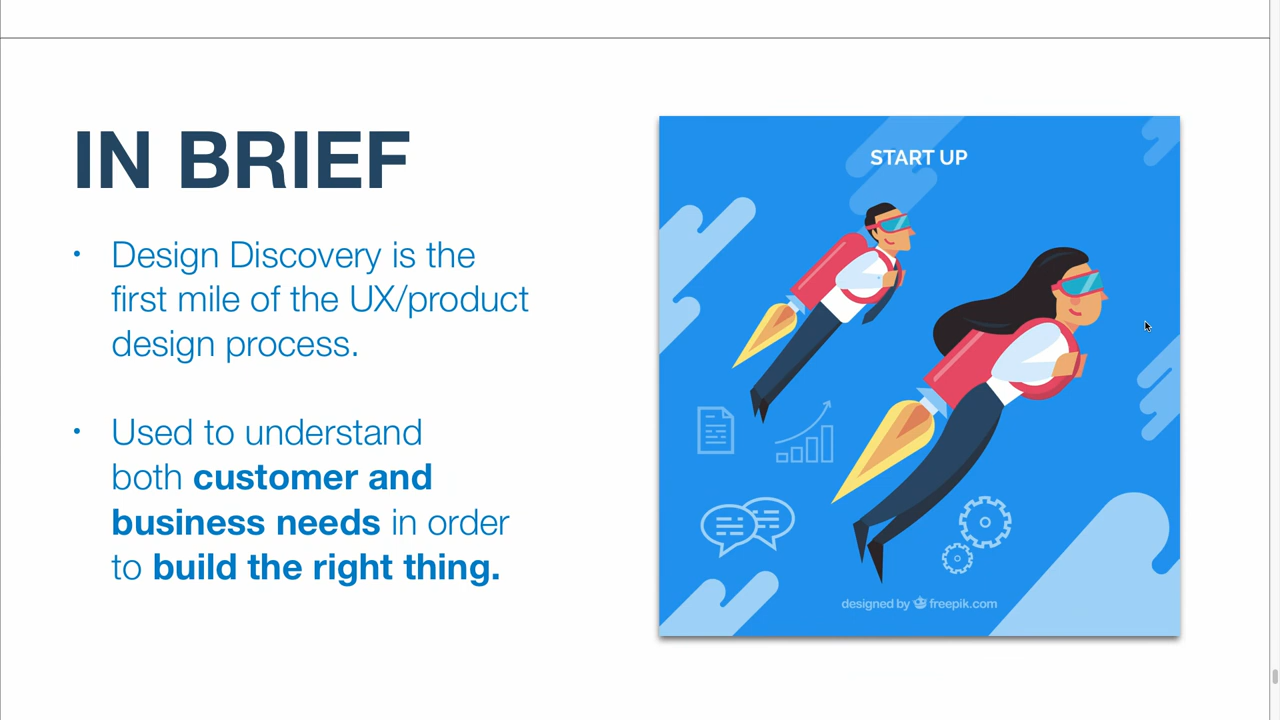 IN BRIEF
• Design Discovery is the
first mile of the UX/product
design process.
• Used to understand
both customer and
business needs in order
to build the right thing.
START UP
designed by freepik.com